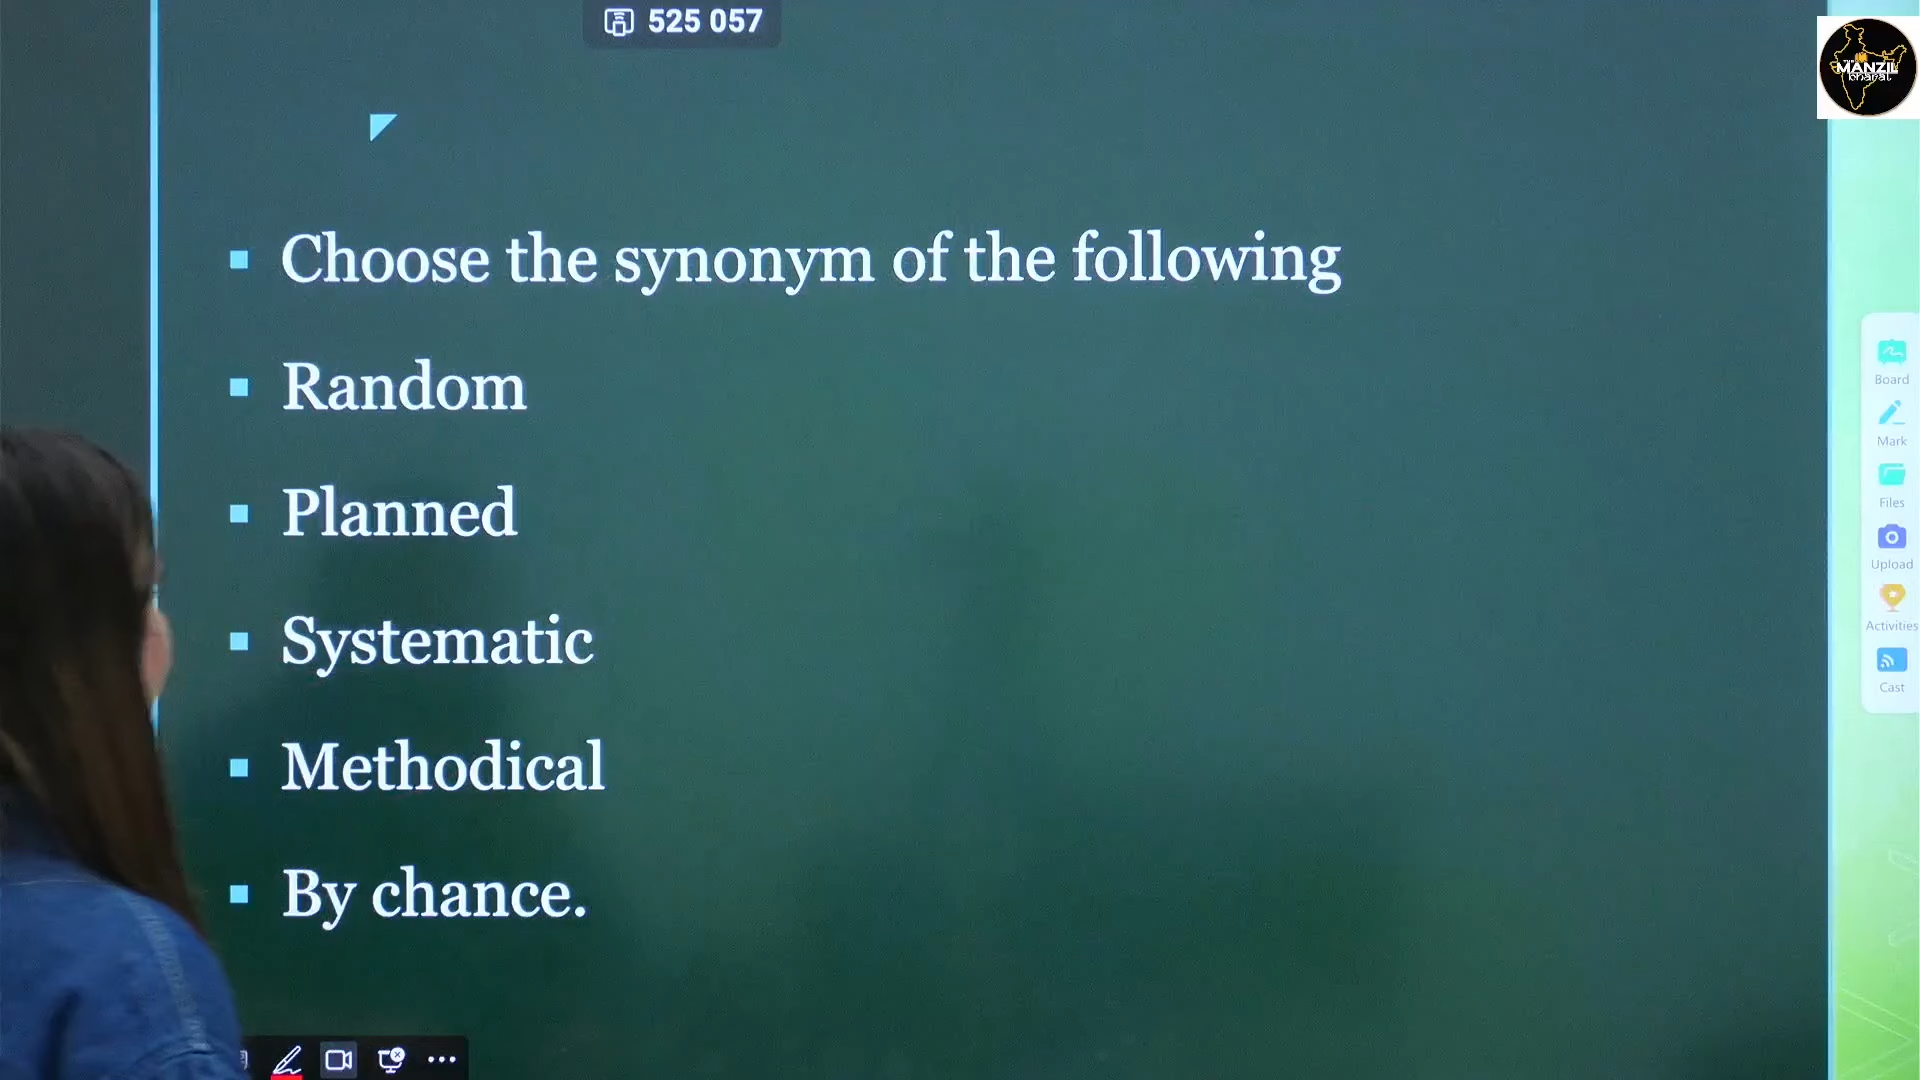 525 057
MANZIL
bharat
Choose the synonym of the following
Random
Planned
Systematic
Methodical
By chance.
Board
Mark
Files
Upload
Activities
Cast